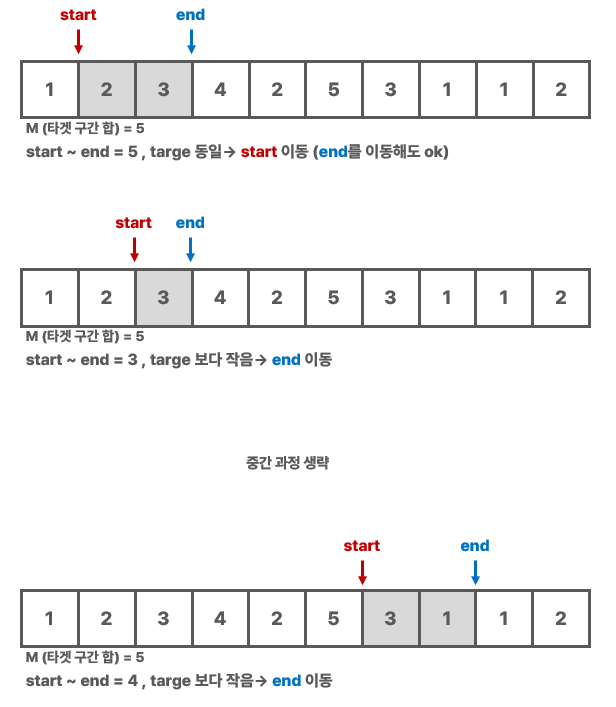 start end
1 2 3 4 2 5 3 1 1 2
M (타겟 구간 합) = 5
start ~ end = 5 , targe 동일→ start 이동 (end를 이동해도 ok)
start end
1 2 3 4 2 5 3 1 1 2
M (타겟 구간 합) = 5
start ~ end = 3 , targe 보다 작음→ end 이동
중간 과정 생략
start end
1 2 3 4 2 5 3 1 1 2
M (타겟 구간 합) = 5
start ~ end = 4 , targe 보다 작음→ end 이동